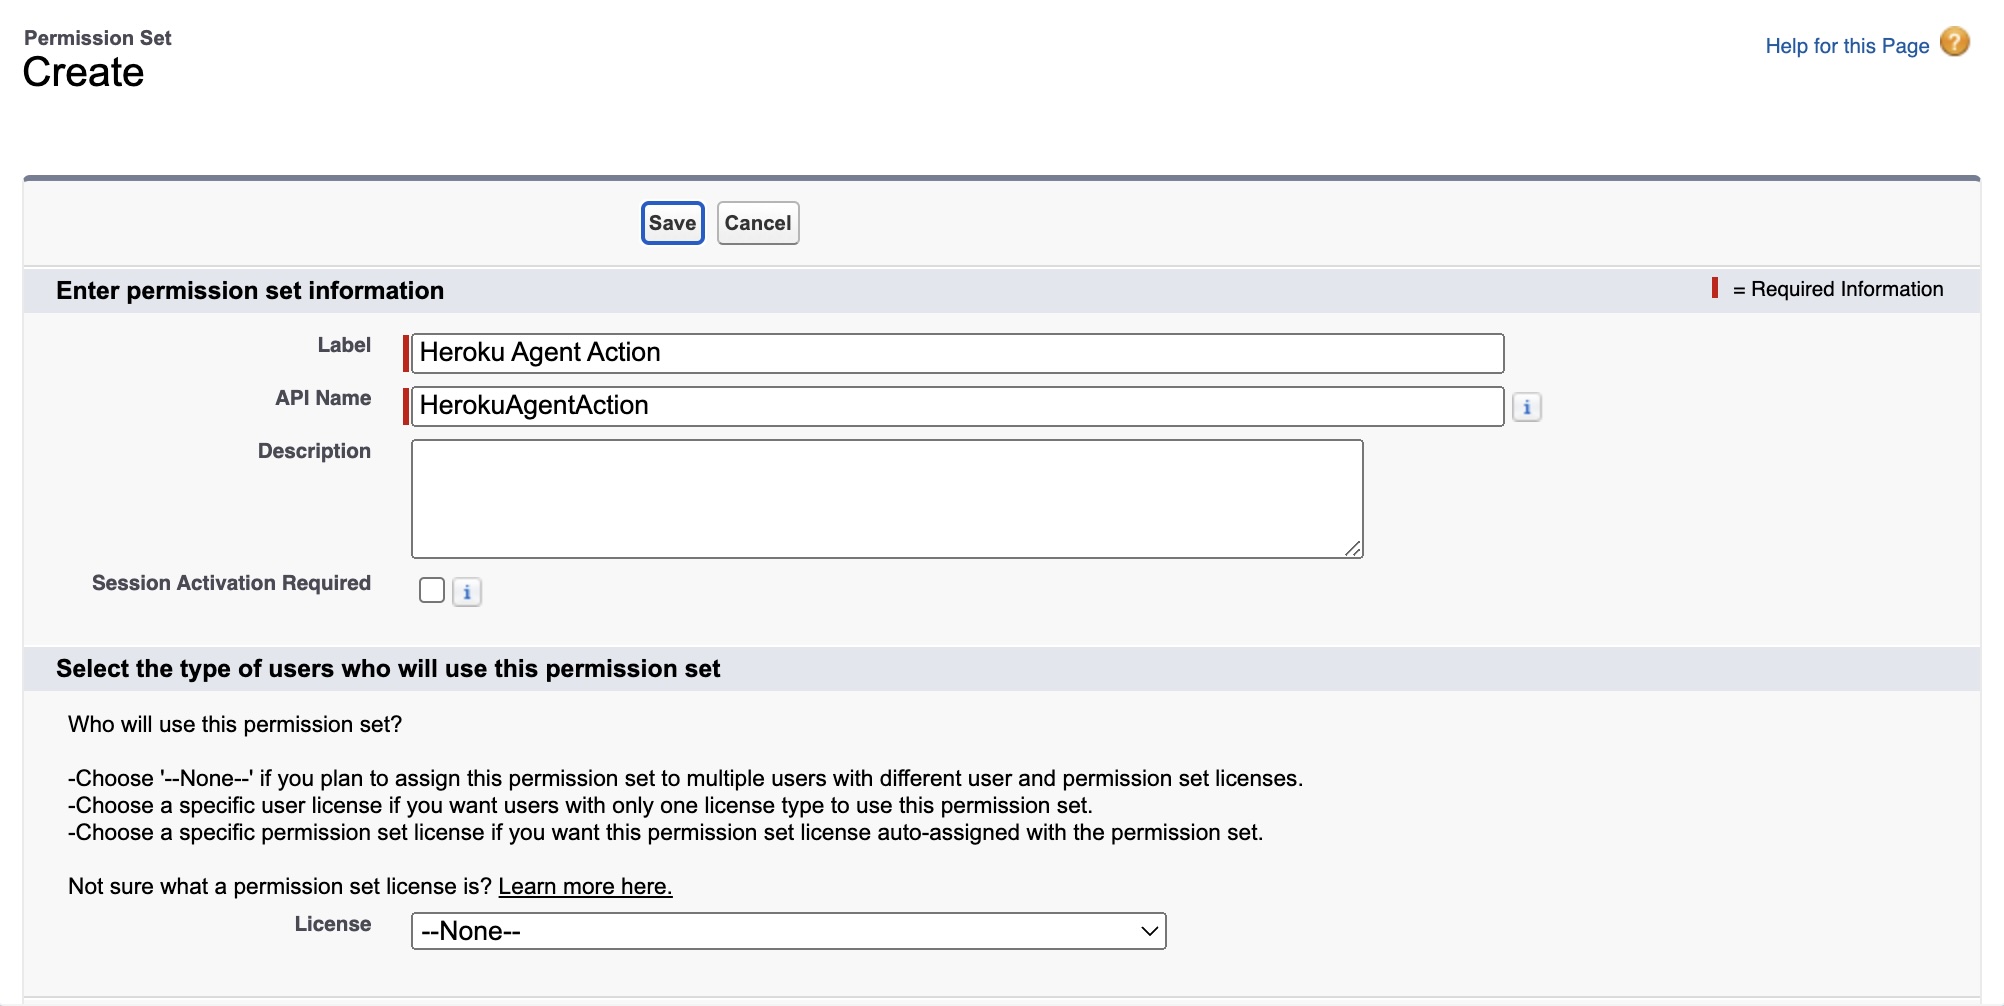 Permission Set
Create
Help for this Page
Save Cancel
Enter permission set information
= Required Information
Label Heroku Agent Action
API Name HerokuAgentAction
Description
Session Activation Required
Select the type of users who will use this permission set
Who will use this permission set?
-Choose '--None--' if you plan to assign this permission set to multiple users with different user and permission set licenses.
-Choose a specific user license if you want users with only one license type to use this permission set.
-Choose a specific permission set license if you want this permission set license auto-assigned with the permission set.
Not sure what a permission set license is? Learn more here.
License --None--